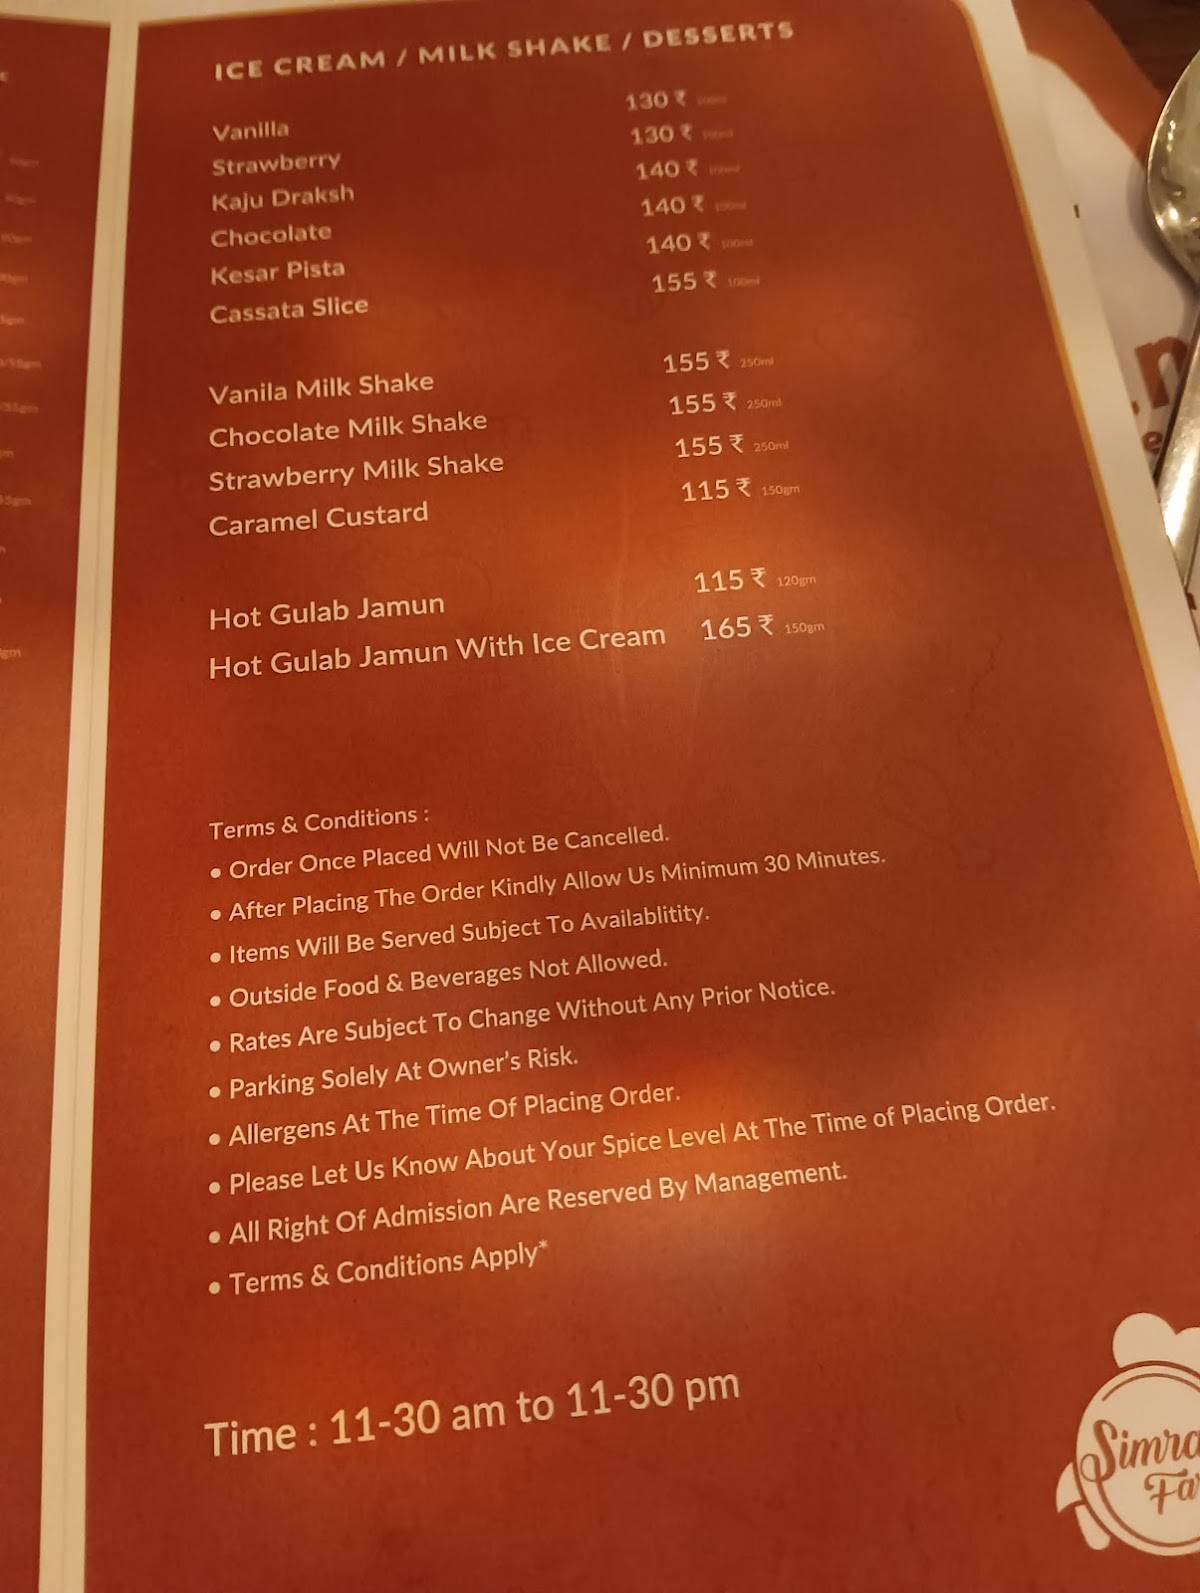 ICE CREAM / MILK SHAKE / DESSERTS
Vanilla 130 ₹
Strawberry 130 ₹
Kaju Draksh 140 ₹
Chocolate 140 ₹
Kesar Pista 140 ₹ 100ml
Cassata Slice 155 ₹ 100ml
Vanila Milk Shake 155 ₹ 250ml
Chocolate Milk Shake 155 ₹ 250ml
Strawberry Milk Shake 155 ₹ 250ml
Caramel Custard 115 ₹ 150gm
Hot Gulab Jamun 115 ₹ 120gm
Hot Gulab Jamun With Ice Cream 165 ₹ 150gm
Terms & Conditions :
• Order Once Placed Will Not Be Cancelled.
• After Placing The Order Kindly Allow Us Minimum 30 Minutes.
• Items Will Be Served Subject To Availablitity.
• Outside Food & Beverages Not Allowed.
• Rates Are Subject To Change Without Any Prior Notice.
• Parking Solely At Owner's Risk.
• Allergens At The Time Of Placing Order.
• Please Let Us Know About Your Spice Level At The Time of Placing Order.
• All Right Of Admission Are Reserved By Management.
• Terms & Conditions Apply*
Time : 11-30 am to 11-30 pm
Simra
Fa